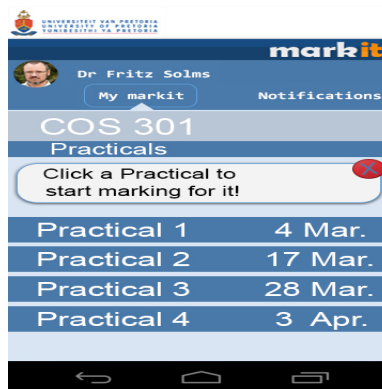 UNIVERSITEIT VAN PRETORIA
UNIVERSITY OF PRETORIA
YUNIBESITHI YA PRETORIA
markit
Dr Fritz Solms
My markit Notifications
COS 301
Practicals
Click a Practical to
start marking for it!
X
Practical 1 4 Mar.
Practical 2 17 Mar.
Practical 3 28 Mar.
Practical 4 3 Apr.